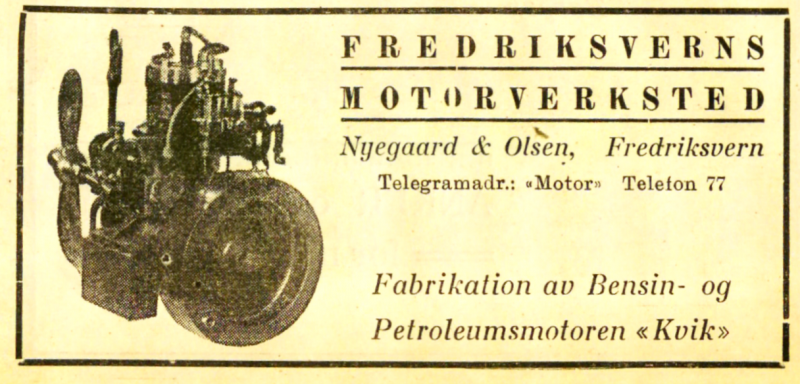 FREDRIKSVERNS
MOTORVERKSTED
Nyegaard & Olsen, Fredriksvern
Telegramadr.: «Motor» Telefon 77
Fabrikation av Bensin- og
Petroleumsmotoren «Kvik»